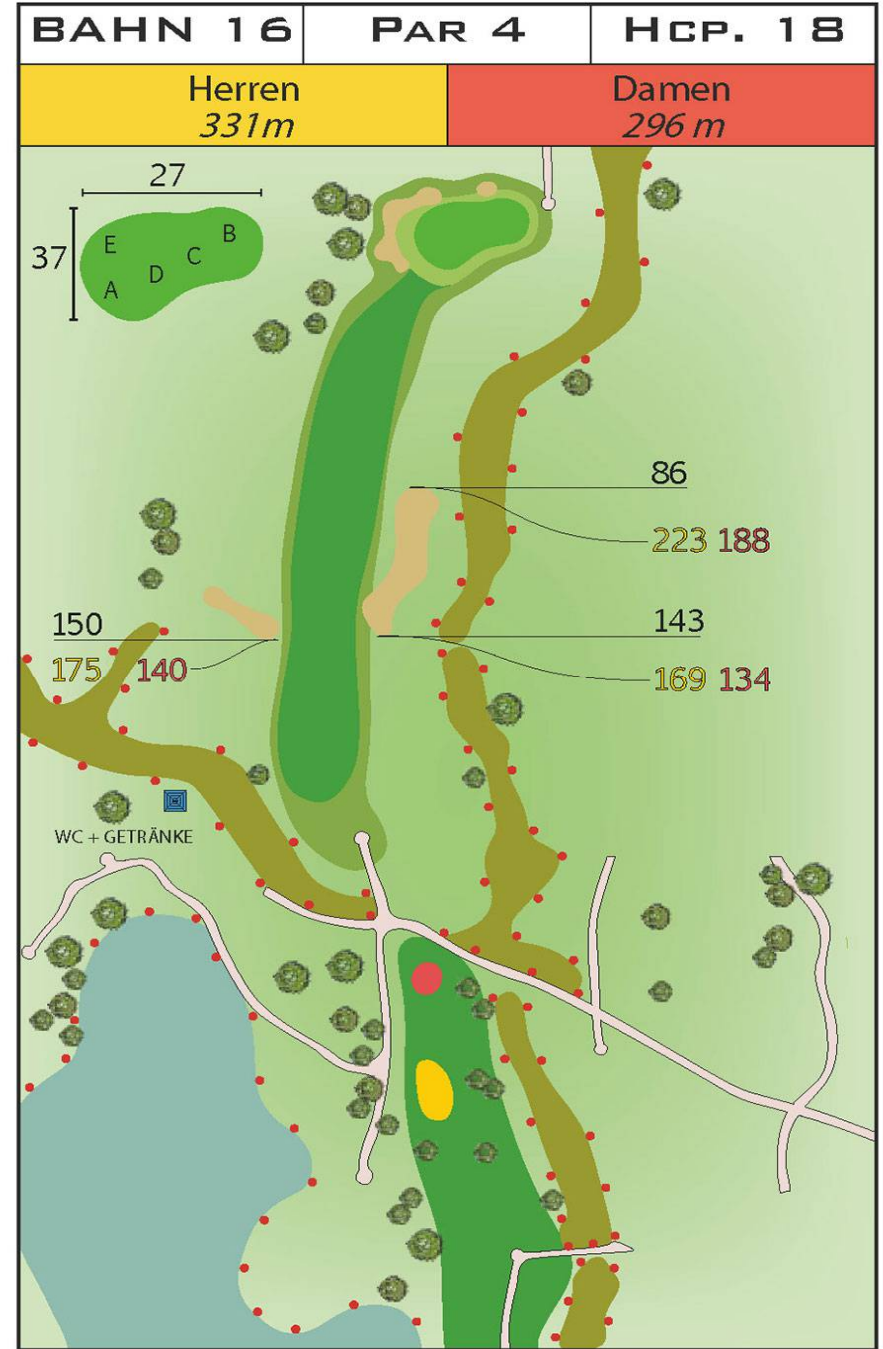 BAHN 16
PAR 4
HCP. 18
Herren
331m
Damen
296 m
27
37
E
B
C
D
A
86
223 188
150
143
175 140
169 134
WC + GETRÄNKE